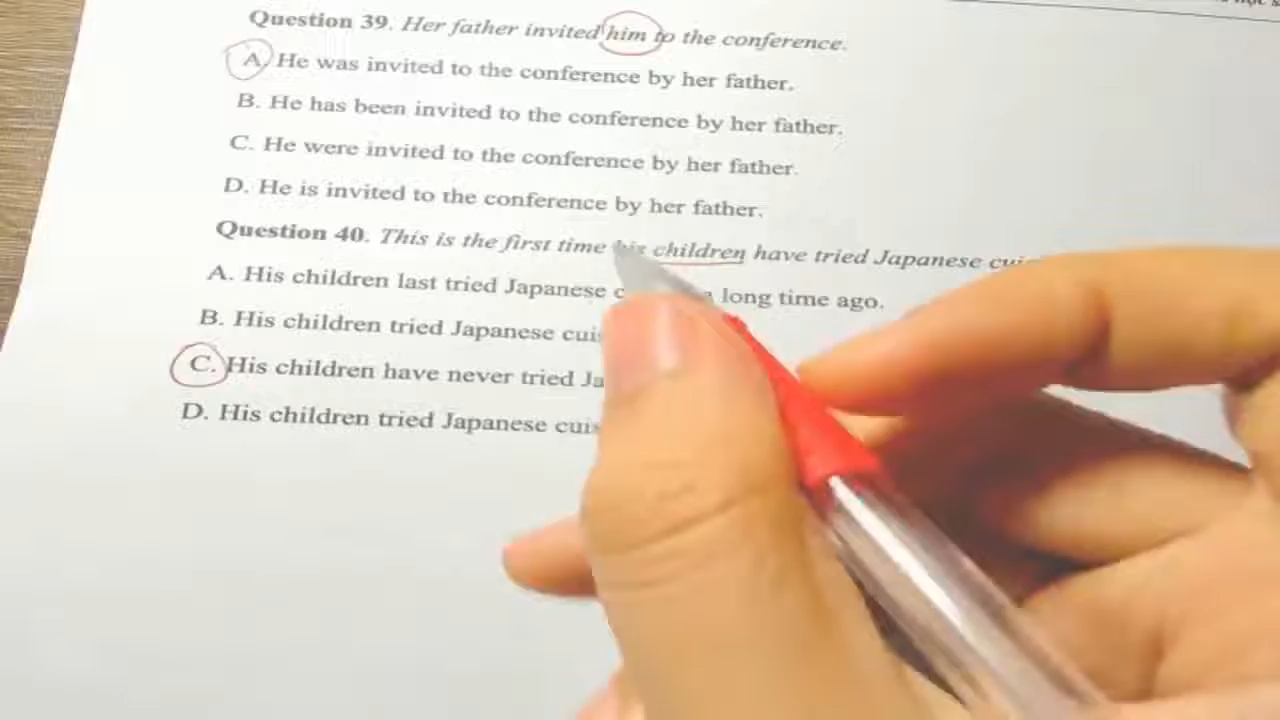 Question 39. Her father invited him to the conference.
A. He was invited to the conference by her father.
B. He has been invited to the conference by her father.
C. He were invited to the conference by her father.
D. He is invited to the conference by her father.
Question 40. This is the first time his children have tried Japanese
A. His children last tried Japanese long time ago.
B. His children tried Japanese
C. His children have never tried
D. His children tried Japanese